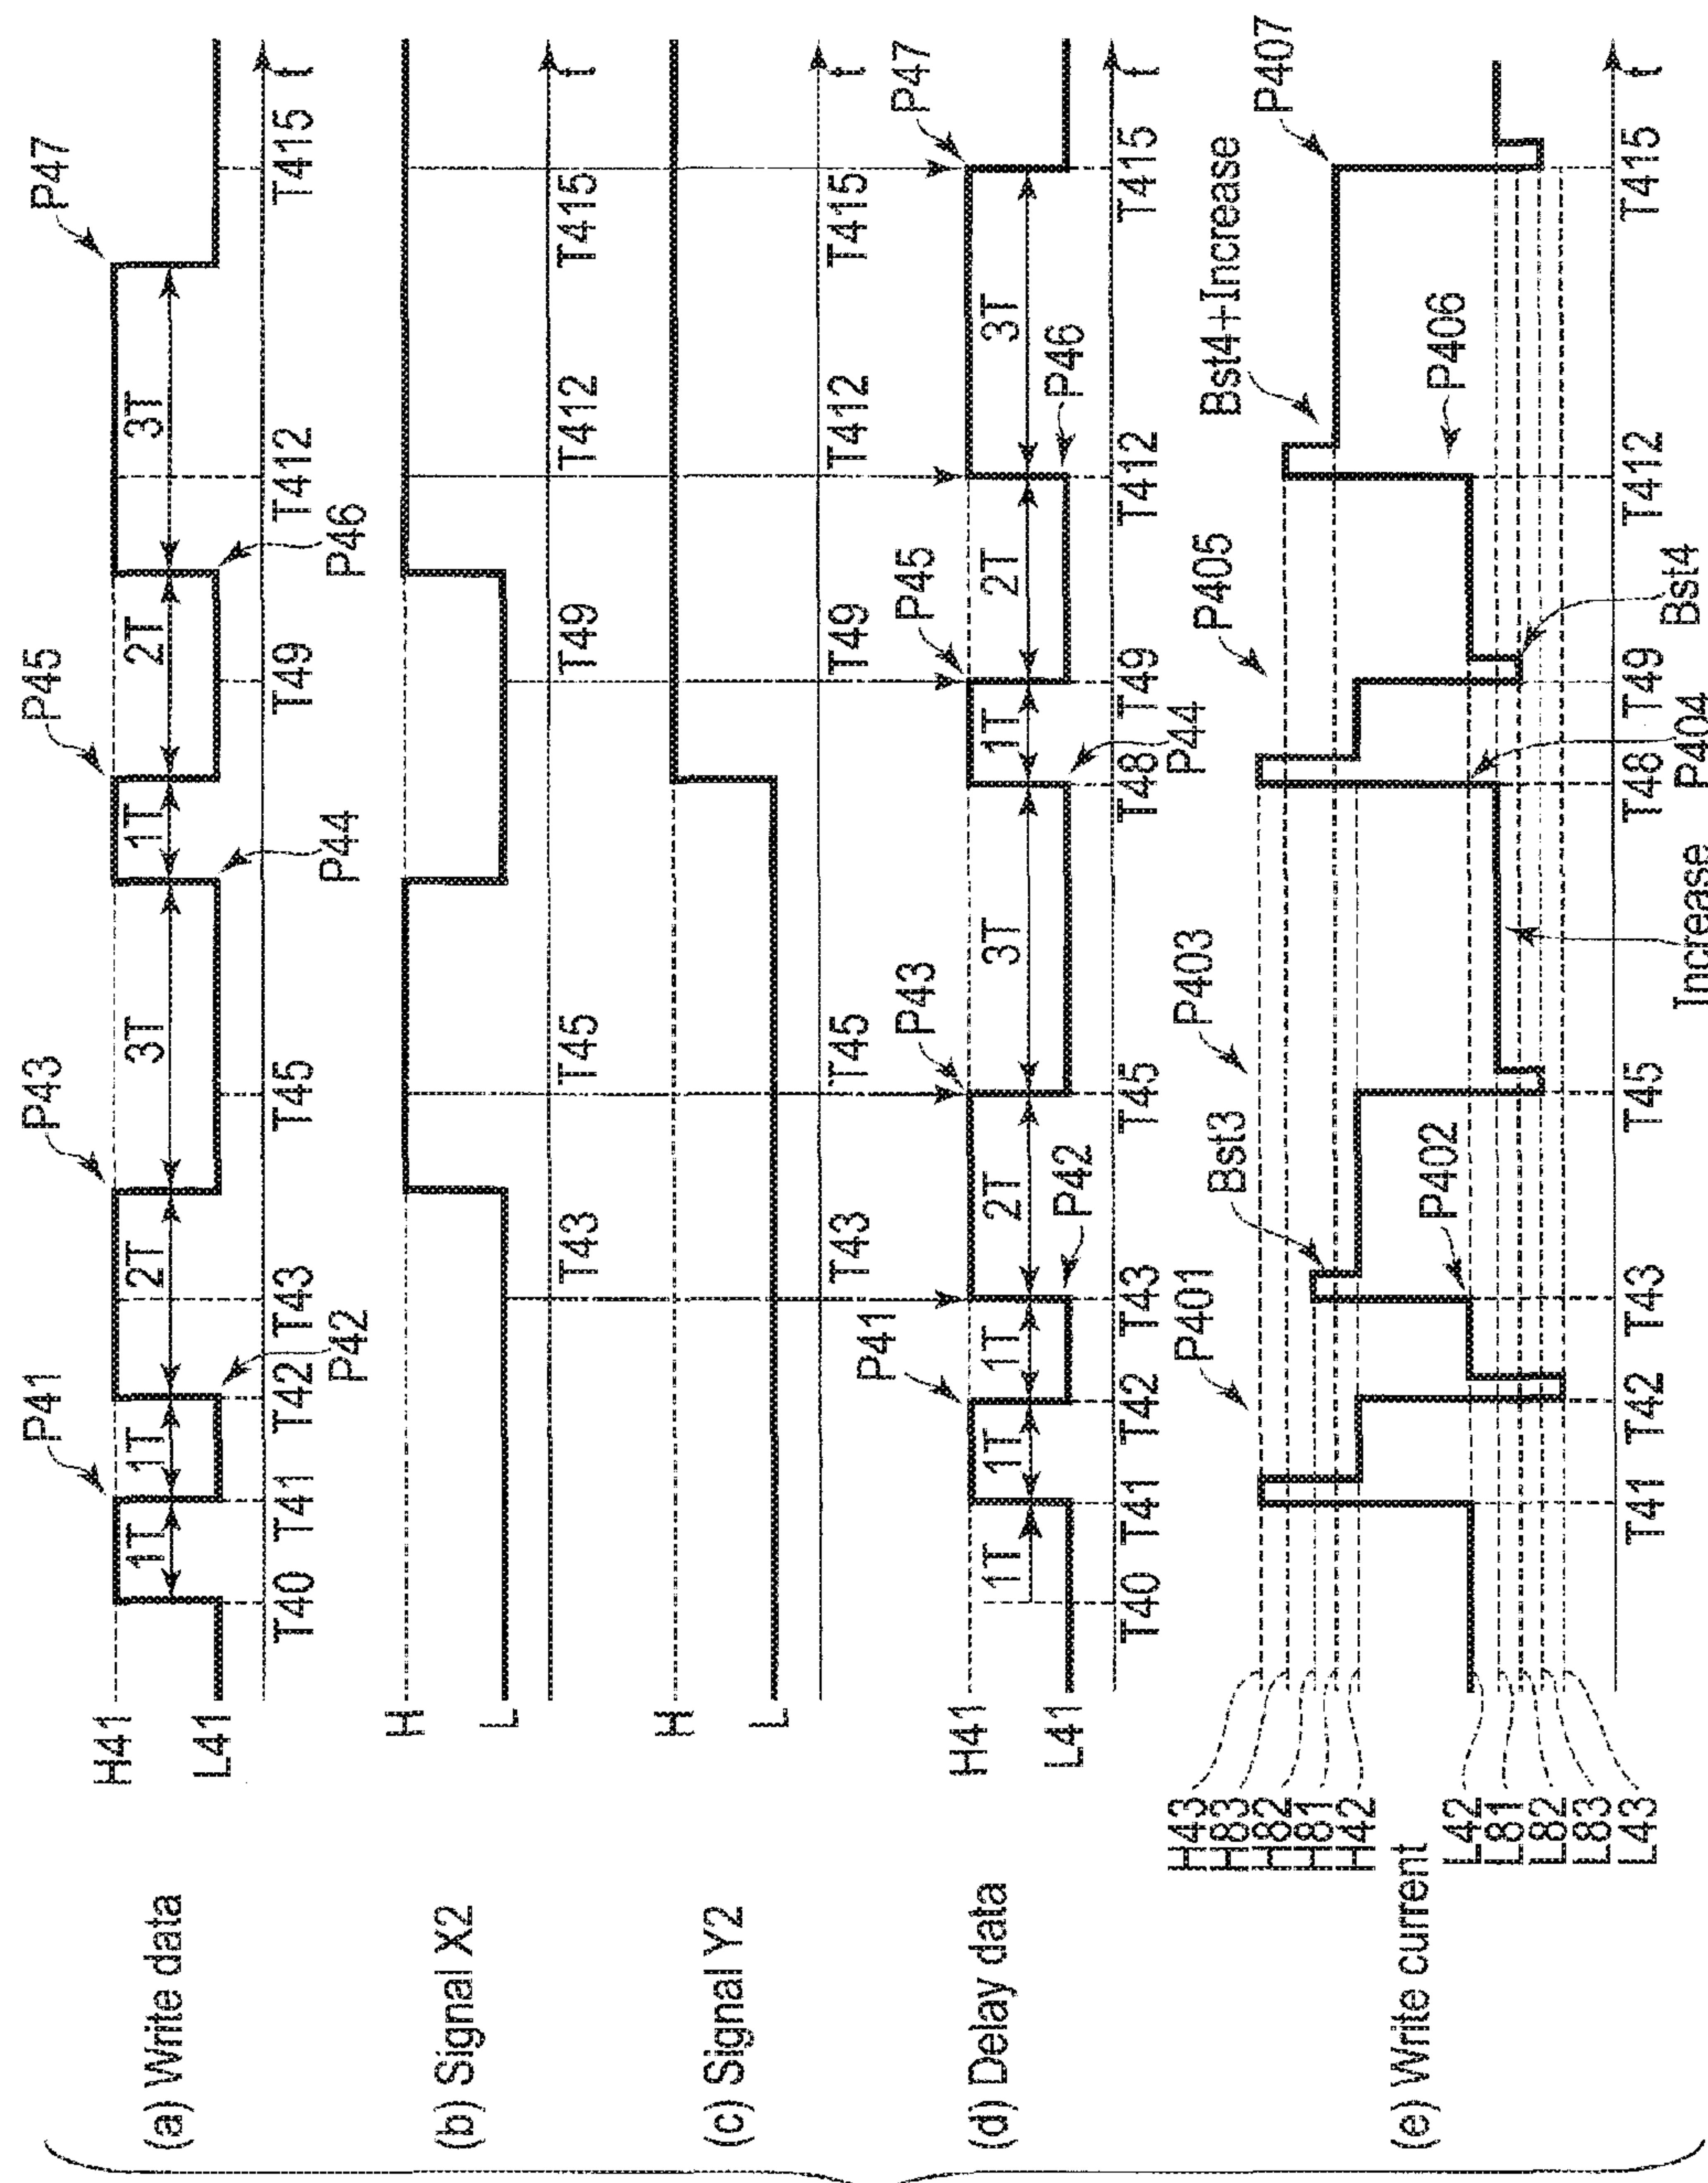 (a) Write data
H41
L41
P41
P43
P45
P47
1T
1T
2T
3T
1T
2T
3T
T40
T41
T42
T43
T45
T49
T412
T415
t
P42
P44
P46
(b) Signal X2
H
L
T43
T45
T49
T412
T415
t
(c) Signal Y2
H
L
T43
T45
T49
T412
T415
t
(d) Delay data
H41
L41
P41
P43
P45
P47
1T
1T
1T
2T
3T
1T
2T
3T
P42
P44
P46
T40
T41
T42
T43
T45
T48
T49
T412
T415
t
(e) Write current
H43
H83
H82
H81
H42
L42
L81
L82
L83
L43
P401
Bst3
P403
P405
Bst4+Increase
P407
P402
P406
T41
T42
T43
T45
T48
T49
T412
T415
t
Increase
P404
Bst4